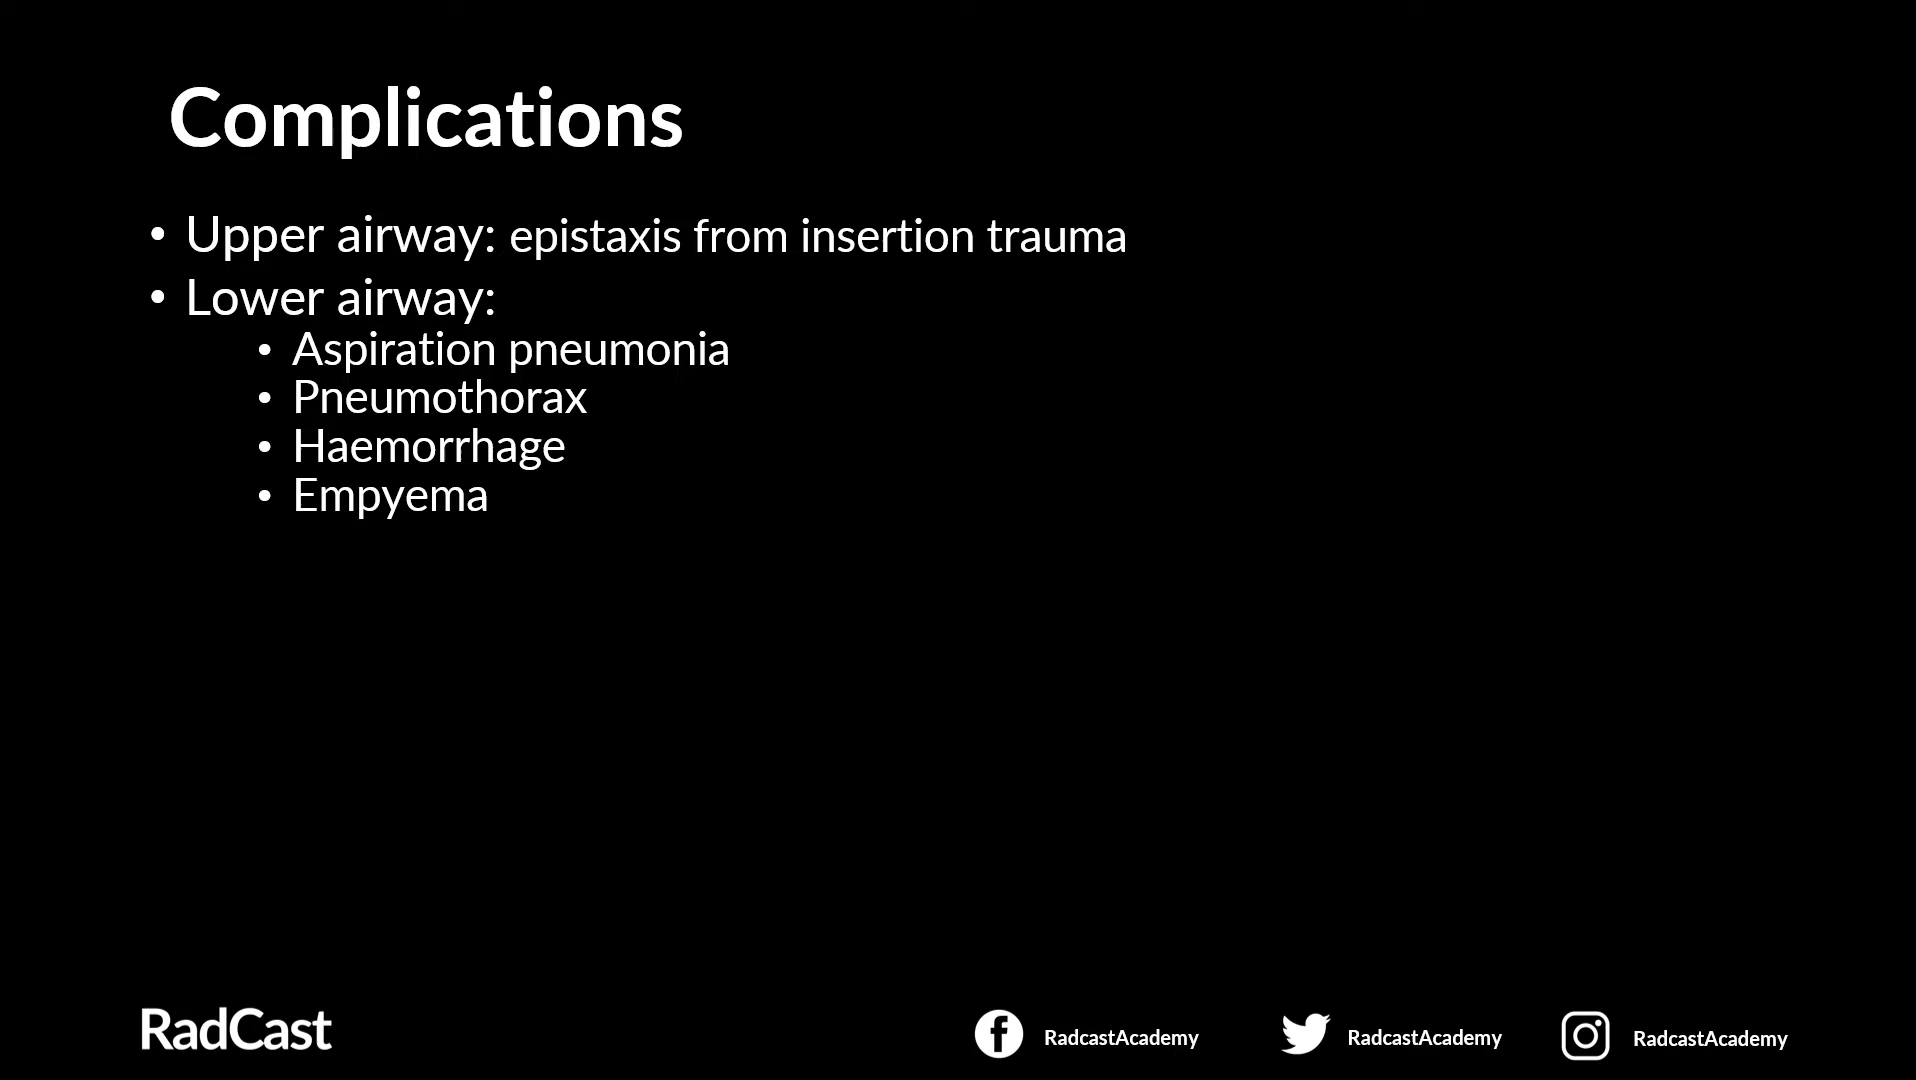 Complications
• Upper airway: epistaxis from insertion trauma
• Lower airway:
• Aspiration pneumonia
• Pneumothorax
• Haemorrhage
• Empyema
RadCast
RadcastAcademy
RadcastAcademy
RadcastAcademy